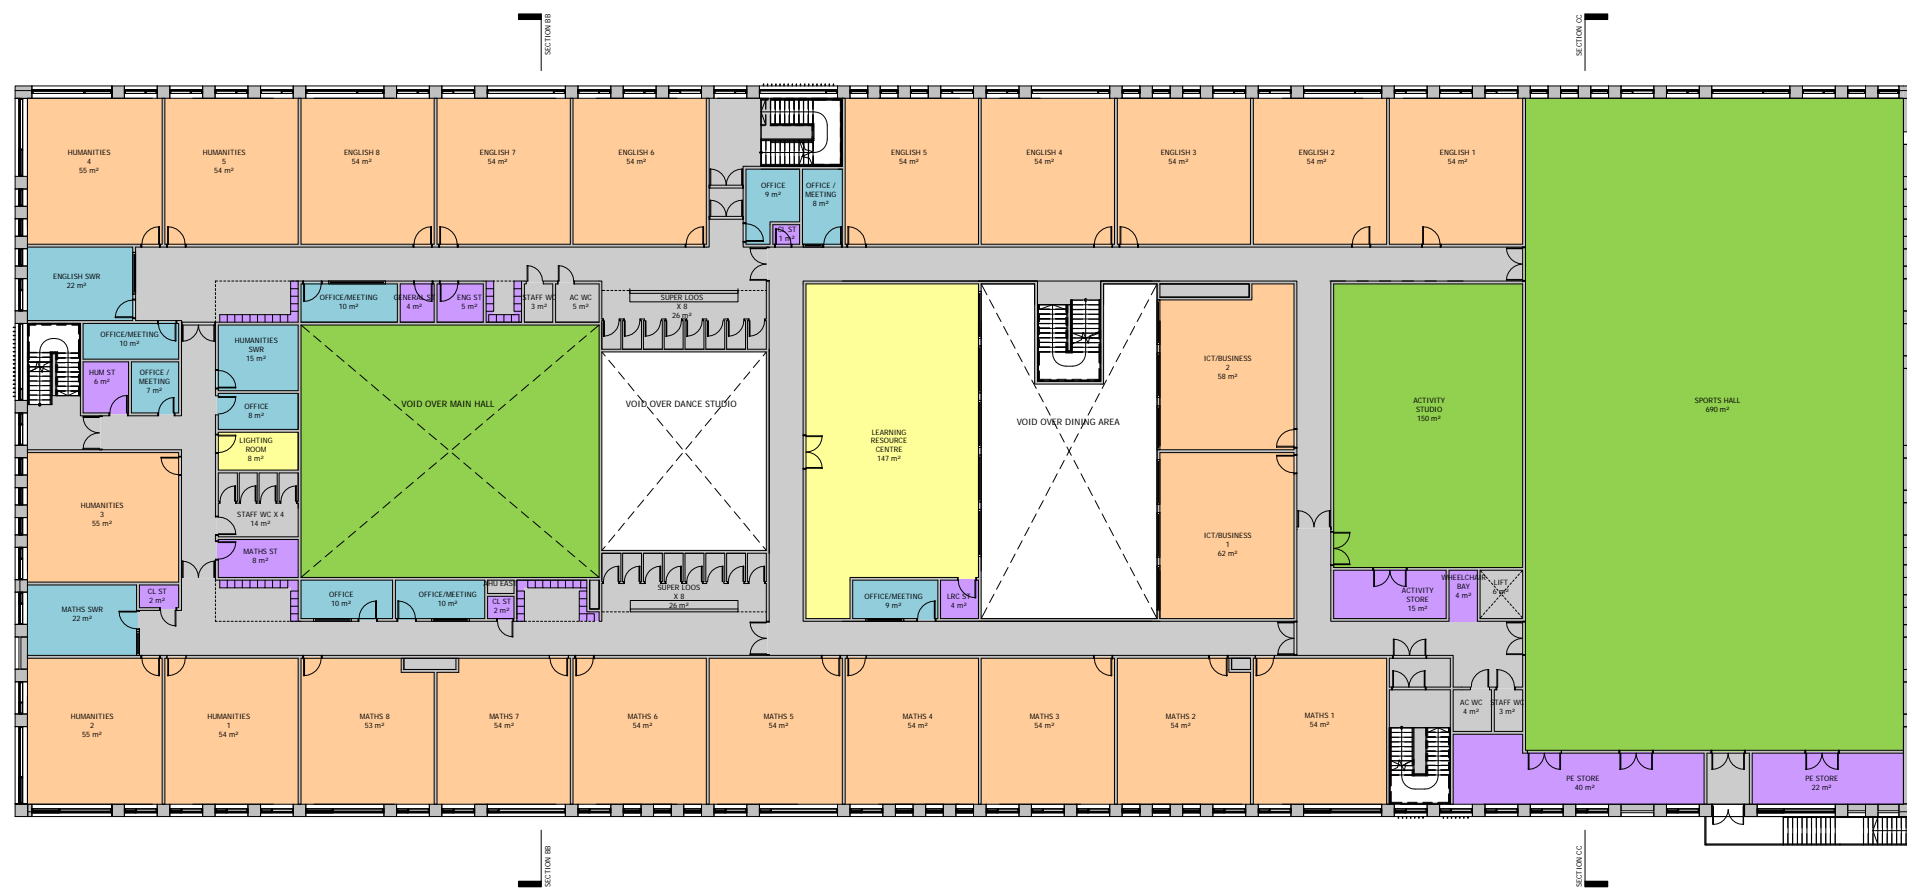 SECTION BB
SECTION CC
HUMANITIES
4
55 m²
HUMANITIES
5
54 m²
ENGLISH 8
54 m²
ENGLISH 7
54 m²
ENGLISH 6
54 m²
ENGLISH 5
54 m²
ENGLISH 4
54 m²
ENGLISH 3
54 m²
ENGLISH 2
54 m²
ENGLISH 1
54 m²
OFFICE
9 m²
OFFICE /
MEETING
8 m²
CL ST
1 m²
ENGLISH SWR
22 m²
OFFICE/MEETING
10 m²
GENERAL ST
4 m²
ENG ST
5 m²
STAFF WC
3 m²
AC WC
5 m²
SUPER LOOS
X 8
26 m²
OFFICE/MEETING
10 m²
HUMANITIES
SWR
15 m²
HUM ST
6 m²
OFFICE /
MEETING
7 m²
OFFICE
8 m²
LIGHTING
ROOM
8 m²
VOID OVER MAIN HALL
VOID OVER DANCE STUDIO
LEARNING
RESOURCE
CENTRE
147 m²
VOID OVER DINING AREA
ICT/BUSINESS
2
58 m²
ACTIVITY
STUDIO
150 m²
SPORTS HALL
690 m²
HUMANITIES
3
55 m²
STAFF WC X 4
14 m²
MATHS ST
8 m²
ICT/BUSINESS
1
62 m²
MATHS SWR
22 m²
CL ST
2 m²
OFFICE
10 m²
OFFICE/MEETING
10 m²
AHU EAST
CL ST
2 m²
SUPER LOOS
X 8
26 m²
OFFICE/MEETING
9 m²
LRC ST
4 m²
ACTIVITY
STORE
15 m²
WHEELCHAIR
BAY
4 m²
LIFT
6 m²
HUMANITIES
2
55 m²
HUMANITIES
1
54 m²
MATHS 8
53 m²
MATHS 7
54 m²
MATHS 6
54 m²
MATHS 5
54 m²
MATHS 4
54 m²
MATHS 3
54 m²
MATHS 2
54 m²
MATHS 1
54 m²
AC WC
4 m²
STAFF WC
3 m²
PE STORE
40 m²
PE STORE
22 m²
SECTION BB
SECTION CC